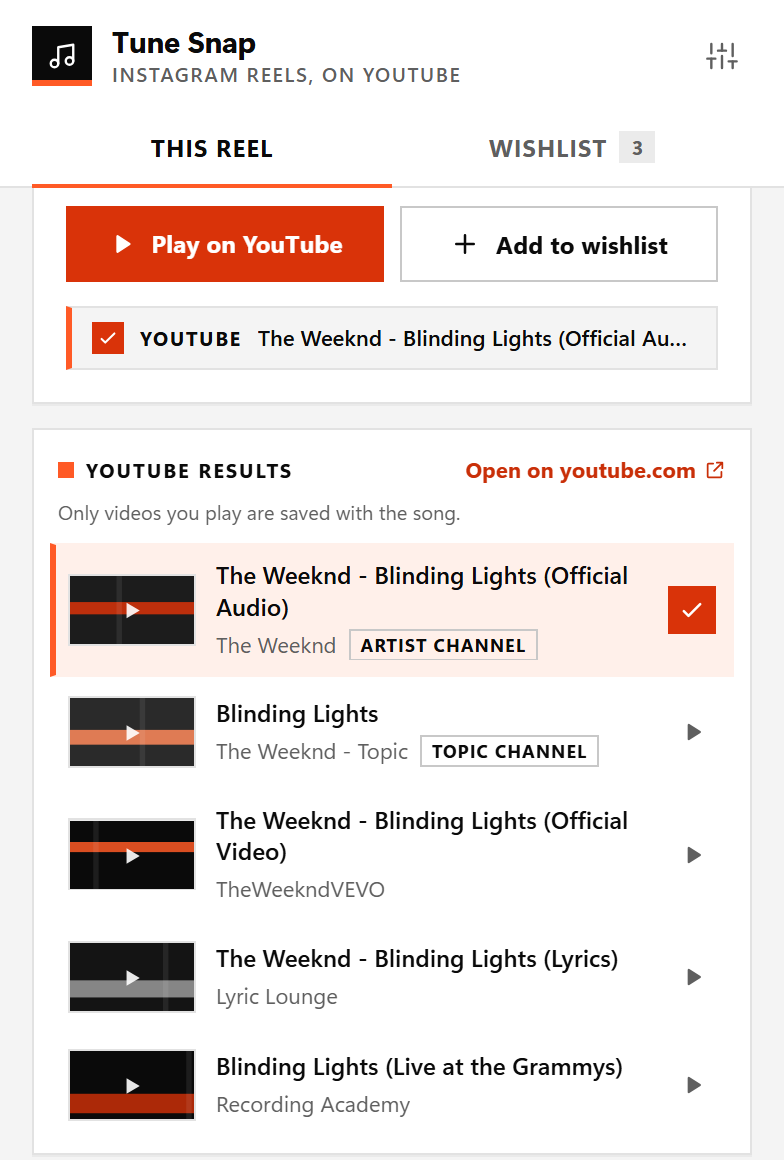 Tune Snap
INSTAGRAM REELS, ON YOUTUBE
THIS REEL
WISHLIST 3
Play on YouTube
Add to wishlist
YOUTUBE The Weeknd - Blinding Lights (Official Au...
YOUTUBE RESULTS
Open on youtube.com
Only videos you play are saved with the song.
The Weeknd - Blinding Lights (Official
Audio)
The Weeknd ARTIST CHANNEL
Blinding Lights
The Weeknd - Topic TOPIC CHANNEL
The Weeknd - Blinding Lights (Official
Video)
TheWeekndVEVO
The Weeknd - Blinding Lights (Lyrics)
Lyric Lounge
Blinding Lights (Live at the Grammys)
Recording Academy